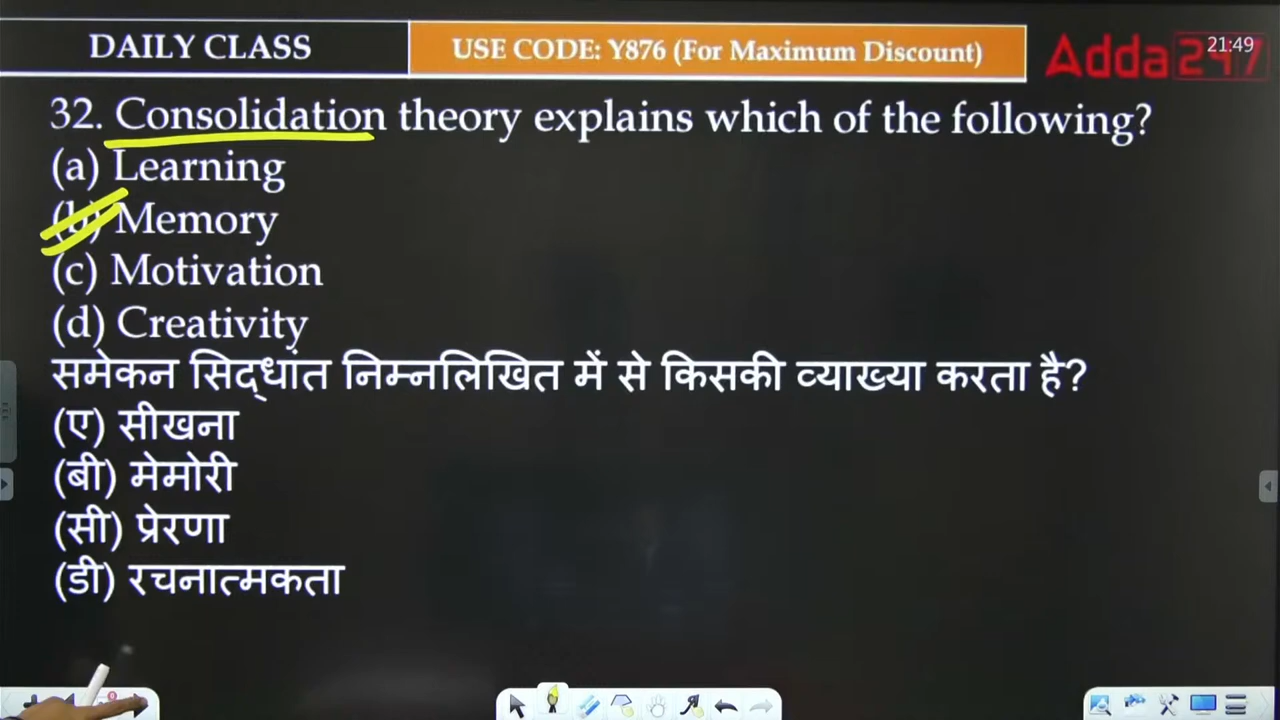 DAILY CLASS
USE CODE: Y876 (For Maximum Discount)
Adda247
21:49
32. Consolidation theory explains which of the following?
(a) Learning
(b) Memory
(c) Motivation
(d) Creativity
समेकन सिद्धांत निम्नलिखित में से किसकी व्याख्या करता है?
(ए) सीखना
(बी) मेमोरी
(सी) प्रेरणा
(डी) रचनात्मकता